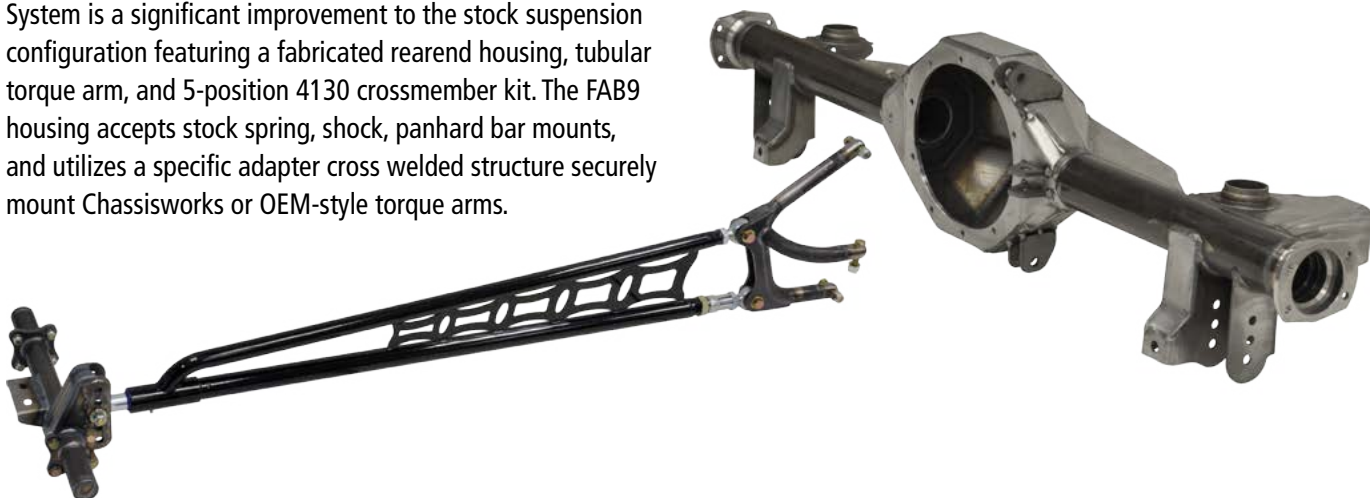 System is a significant improvement to the stock suspension
configuration featuring a fabricated rearend housing, tubular
torque arm, and 5-position 4130 crossmember kit. The FAB9
housing accepts stock spring, shock, panhard bar mounts,
and utilizes a specific adapter cross welded structure securely
mount Chassisworks or OEM-style torque arms.